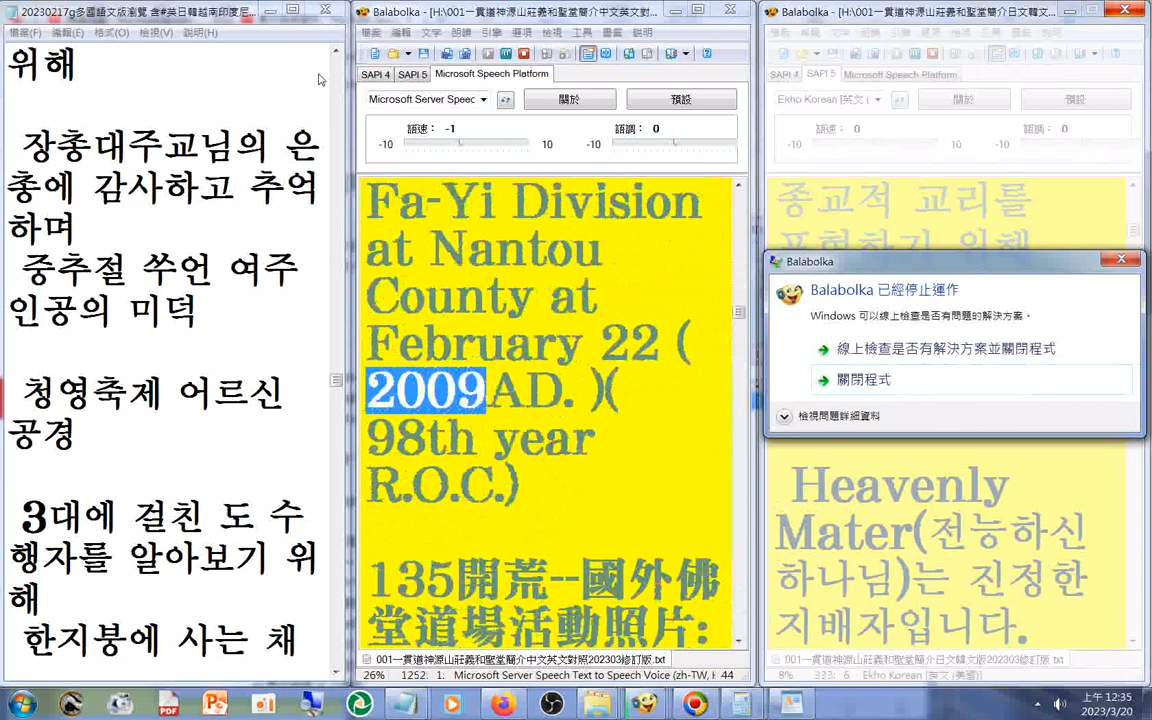 20230217g多國語文版瀏覽 含#英日韓越南印度尼...
檔案(F) 編輯(E) 格式(O) 檢視(V) 說明(H)
위해
장총대주교님의 은
총에 감사하고 추억
하며
중추절 쑤언 여주
인공의 미덕
청영축제 어르신
공경
3대에 걸친 도 수
행자를 알아보기 위
해
한지붕에 사는 채
Balabolka - [H:\001一貫道神源山莊義和聖堂簡介中文英文對...
檔案 編輯 文字 朗讀 引擎 選項 檢視 工具 書籤 說明
SAPI 4 SAPI 5 Microsoft Speech Platform
Microsoft Server Speec 關於 預設
語速： -1 語調： 0
-10 10 -10
Fa-Yi Division
at Nantou
County at
February 22 (
2009AD. )(
98th year
R.O.C.)
135開荒--國外佛
堂道場活動照片:
001一貫道神源山莊義和聖堂簡介中文英文對照202303修訂版.txt
26% 1252: 1: Microsoft Server Speech Text to Speech Voice (zh-TW, H 44
Balabolka - [H:\001一貫道神源山莊義和聖堂簡介日文韓文...
SAPI 4 SAPI 5 Microsoft Speech Platform
Ekho Korean [英文 ( 關於 預設
語速： 0 語調： 0
-10 10 -10
종교적 교리를
표현하기 위해
Balabolka
Balabolka 已經停止運作
Windows 可以線上檢查是否有問題的解決方案。
線上檢查是否有解決方案並關閉程式
關閉程式
檢視問題詳細資料
Heavenly
Mater(전능하신
하나님)는 진정한
지배자입니다.
001一貫道神源山莊義和聖堂簡介日文韓文版202303修訂版.txt
8% 333: 6 Ekho Korean [英文 (美國)]
PDF
上午 12:35
2023/3/20